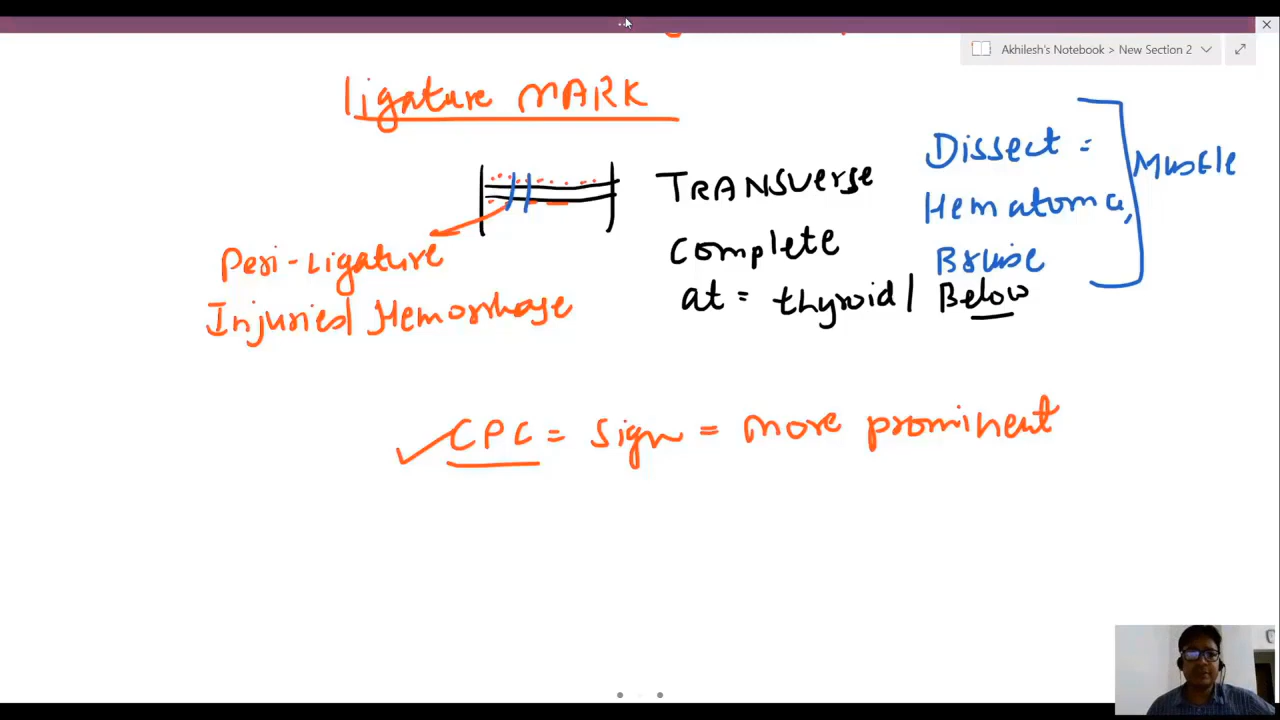 Akhilesh's Notebook > New Section 2
Ligature MARK
TRANSVerse
Complete
at = thyroid / Below
Dissect =
Hematoma,
Bruise
Muscle
Peri-Ligature
Injuries/ Hemorrhage
CPC = Sign = more prominent